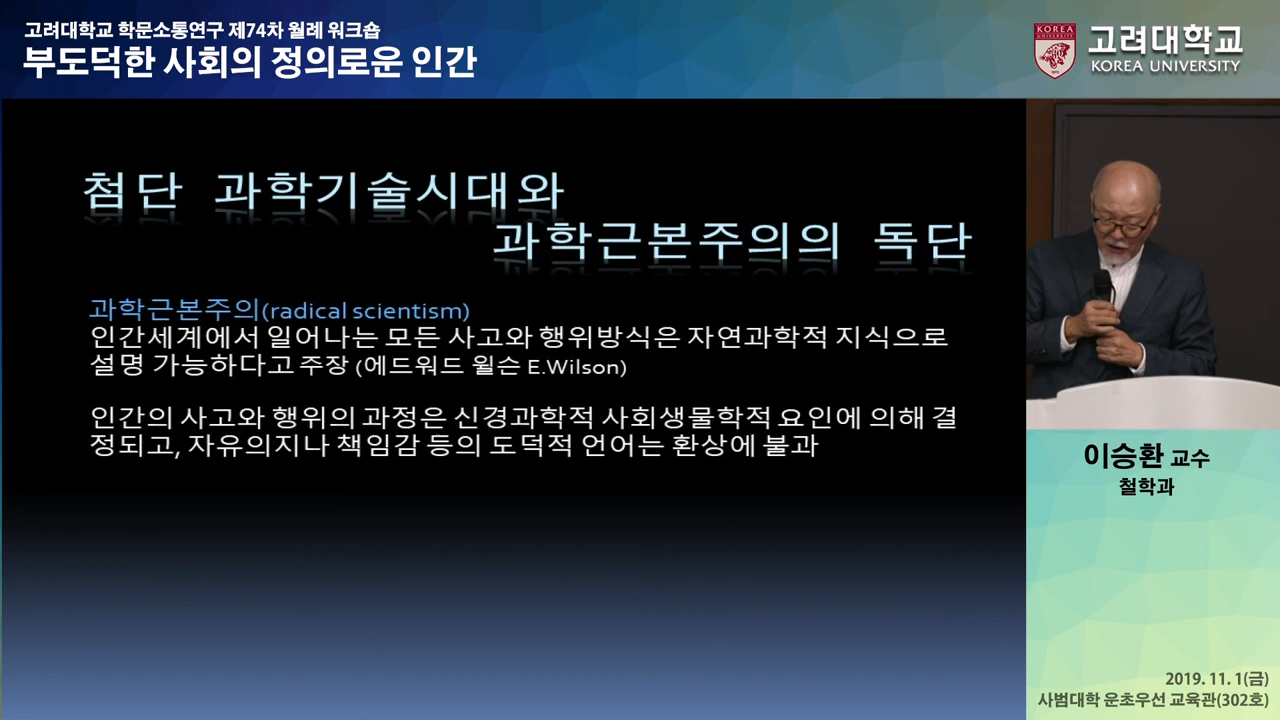 고려대학교 학문소통연구 제74차 월례 워크숍
부도덕한 사회의 정의로운 인간
KOREA
UNIVERSITY
1905
고려대학교
KOREA UNIVERSITY
첨단 과학기술시대와
과학근본주의의 독단
과학근본주의(radical scientism)
인간세계에서 일어나는 모든 사고와 행위방식은 자연과학적 지식으로
설명 가능하다고 주장 (에드워드 윌슨 E.Wilson)
인간의 사고와 행위의 과정은 신경과학적 사회생물학적 요인에 의해 결
정되고, 자유의지나 책임감 등의 도덕적 언어는 환상에 불과
이승환 교수
철학과
2019. 11. 1(금)
사범대학 운초우선 교육관(302호)